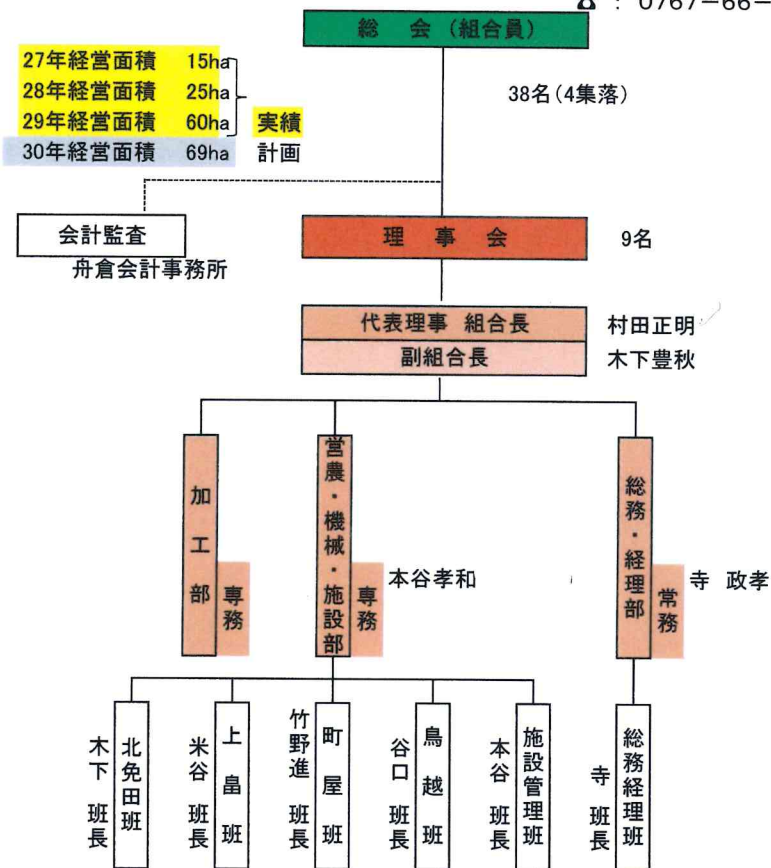 ☎ : 0767-66-
総 会 (組合員)
38名(4集落)
27年経営面積 15ha
28年経営面積 25ha
29年経営面積 60ha 実績
30年経営面積 69ha 計画
会計監査
舟倉会計事務所
理 事 会 9名
代表理事 組合長 村田正明
副組合長 木下豊秋
加工部 専務
営農・機械・施設部 専務 本谷孝和
総務・経理部 常務 寺 政孝
北免田班
木下 班長
上畠班
米谷 班長
町屋班
竹野進 班長
鳥越班
谷口 班長
施設管理班
本谷 班長
総務経理班
寺 班長